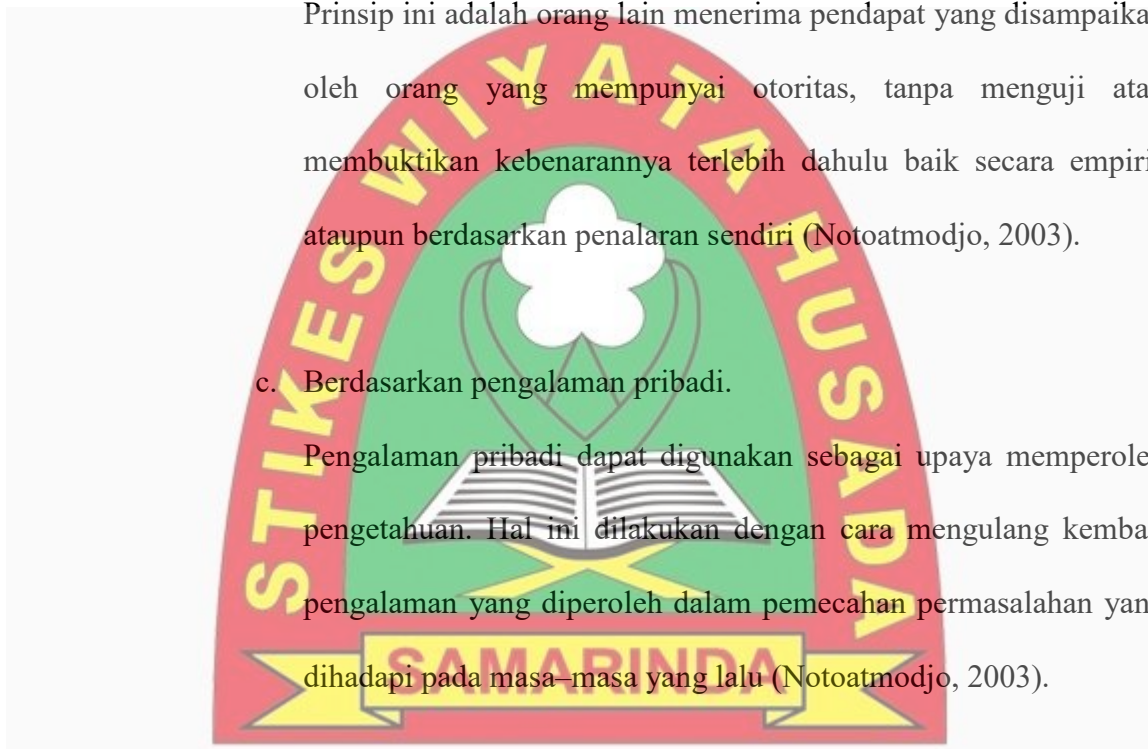 Prinsip ini adalah orang lain menerima pendapat yang disampaika
oleh orang yang mempunyai otoritas, tanpa menguji ata
membuktikan kebenarannya terlebih dahulu baik secara empiri
ataupun berdasarkan penalaran sendiri (Notoatmodjo, 2003).
c. Berdasarkan pengalaman pribadi.
Pengalaman pribadi dapat digunakan sebagai upaya memperole
pengetahuan. Hal ini dilakukan dengan cara mengulang kemba
pengalaman yang diperoleh dalam pemecahan permasalahan yan
dihadapi pada masa–masa yang lalu (Notoatmodjo, 2003).
STIKES WIYATA HUSADA
SAMARINDA